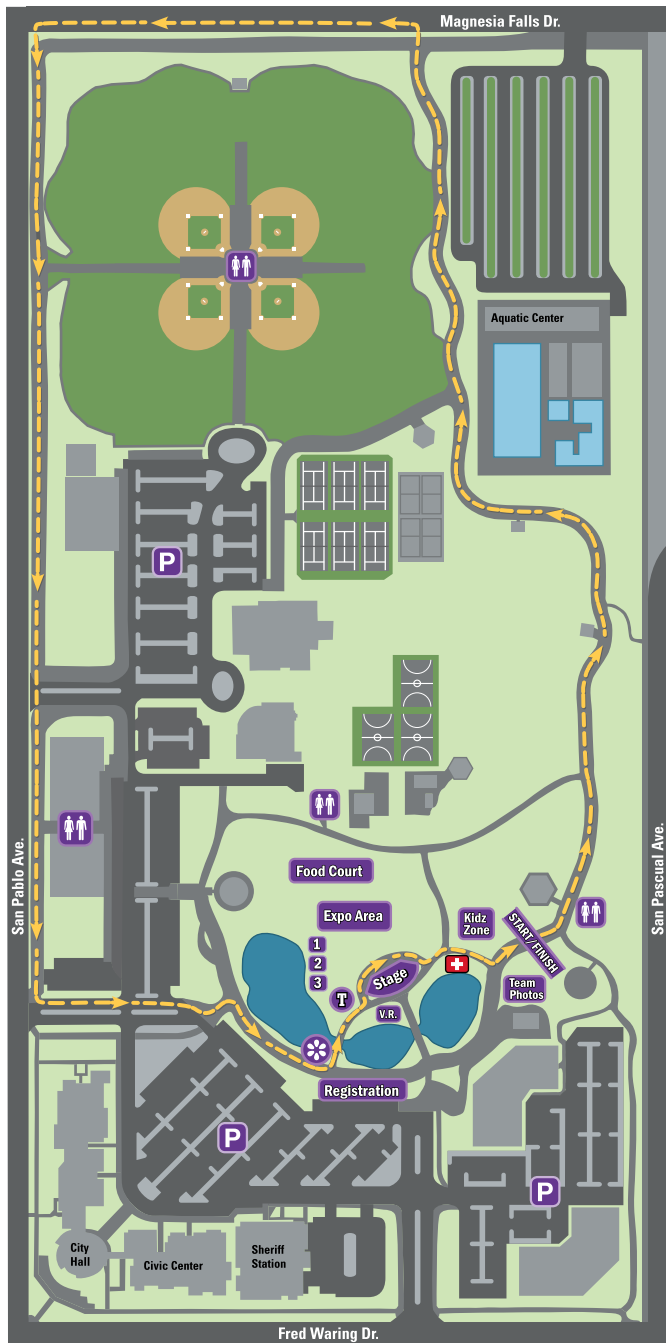 Magnesia Falls Dr.
Aquatic Center
P
San Pablo Ave.
San Pascual Ave.
Food Court
Expo Area
Kidz
Zone
START/FINISH
1
2
3
Stage
T
V.R.
Team
Photos
Registration
P
P
City
Hall
Civic Center
Sheriff
Station
Fred Waring Dr.